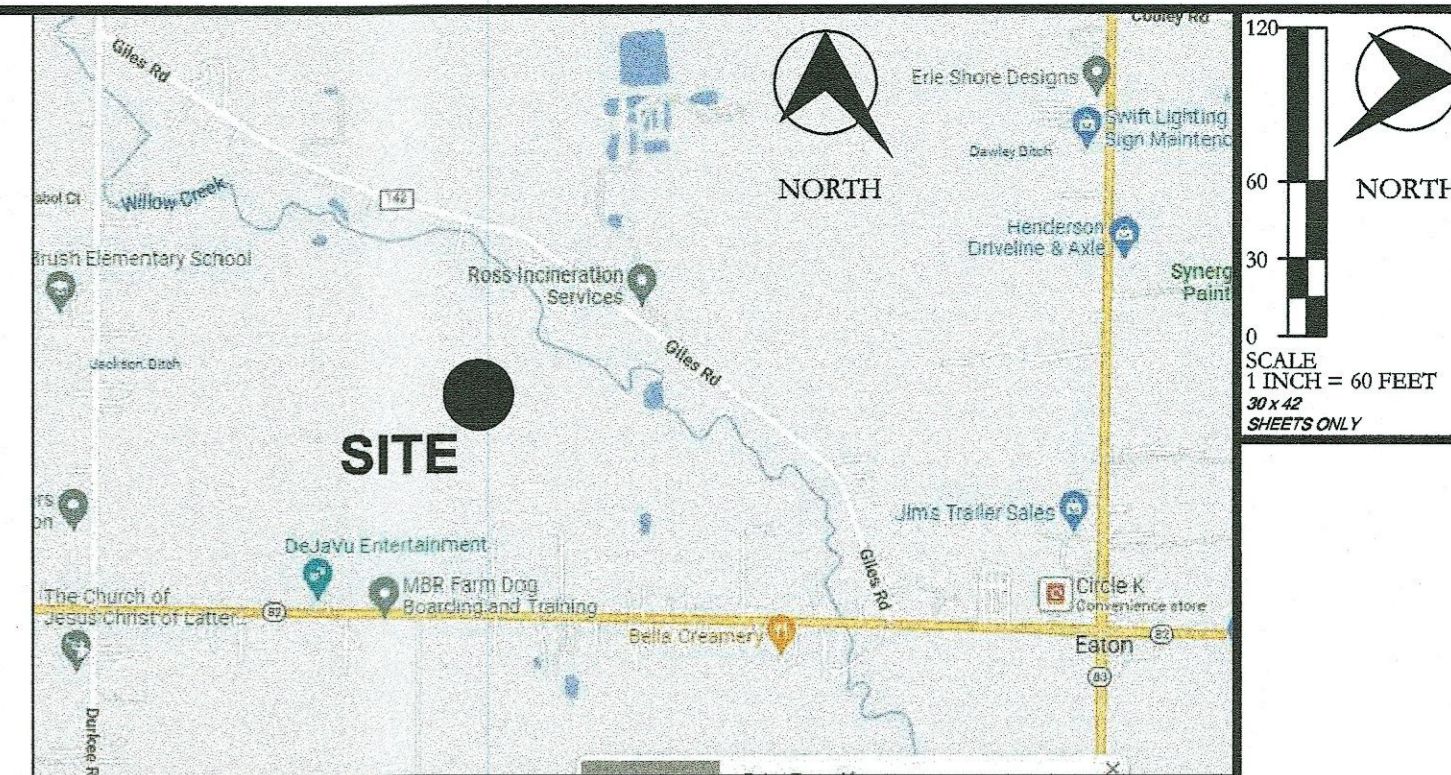 Giles Rd
Cooley Rd
Erie Shore Designs
Swift Lighting
Sign Maintenc
Dawley Ditch
NORTH
Willow Creek
142
abol Ct
Brush Elementary School
Henderson
Driveline & Axle
Ross Incineration
Services
Synerg
Paint
Giles Rd
Jackson Ditch
SITE
Jim's Trailer Sales
DeJaVu Entertainment
Giles Rd
MBR Farm Dog
Boarding and Training
Circle K
Convenience store
The Church of
Jesus Christ of Latter...
82
Bella Creamery
Eaton
82
83
Durkee R
120
60
30
0
NORTH
SCALE
1 INCH = 60 FEET
30 x 42
SHEETS ONLY